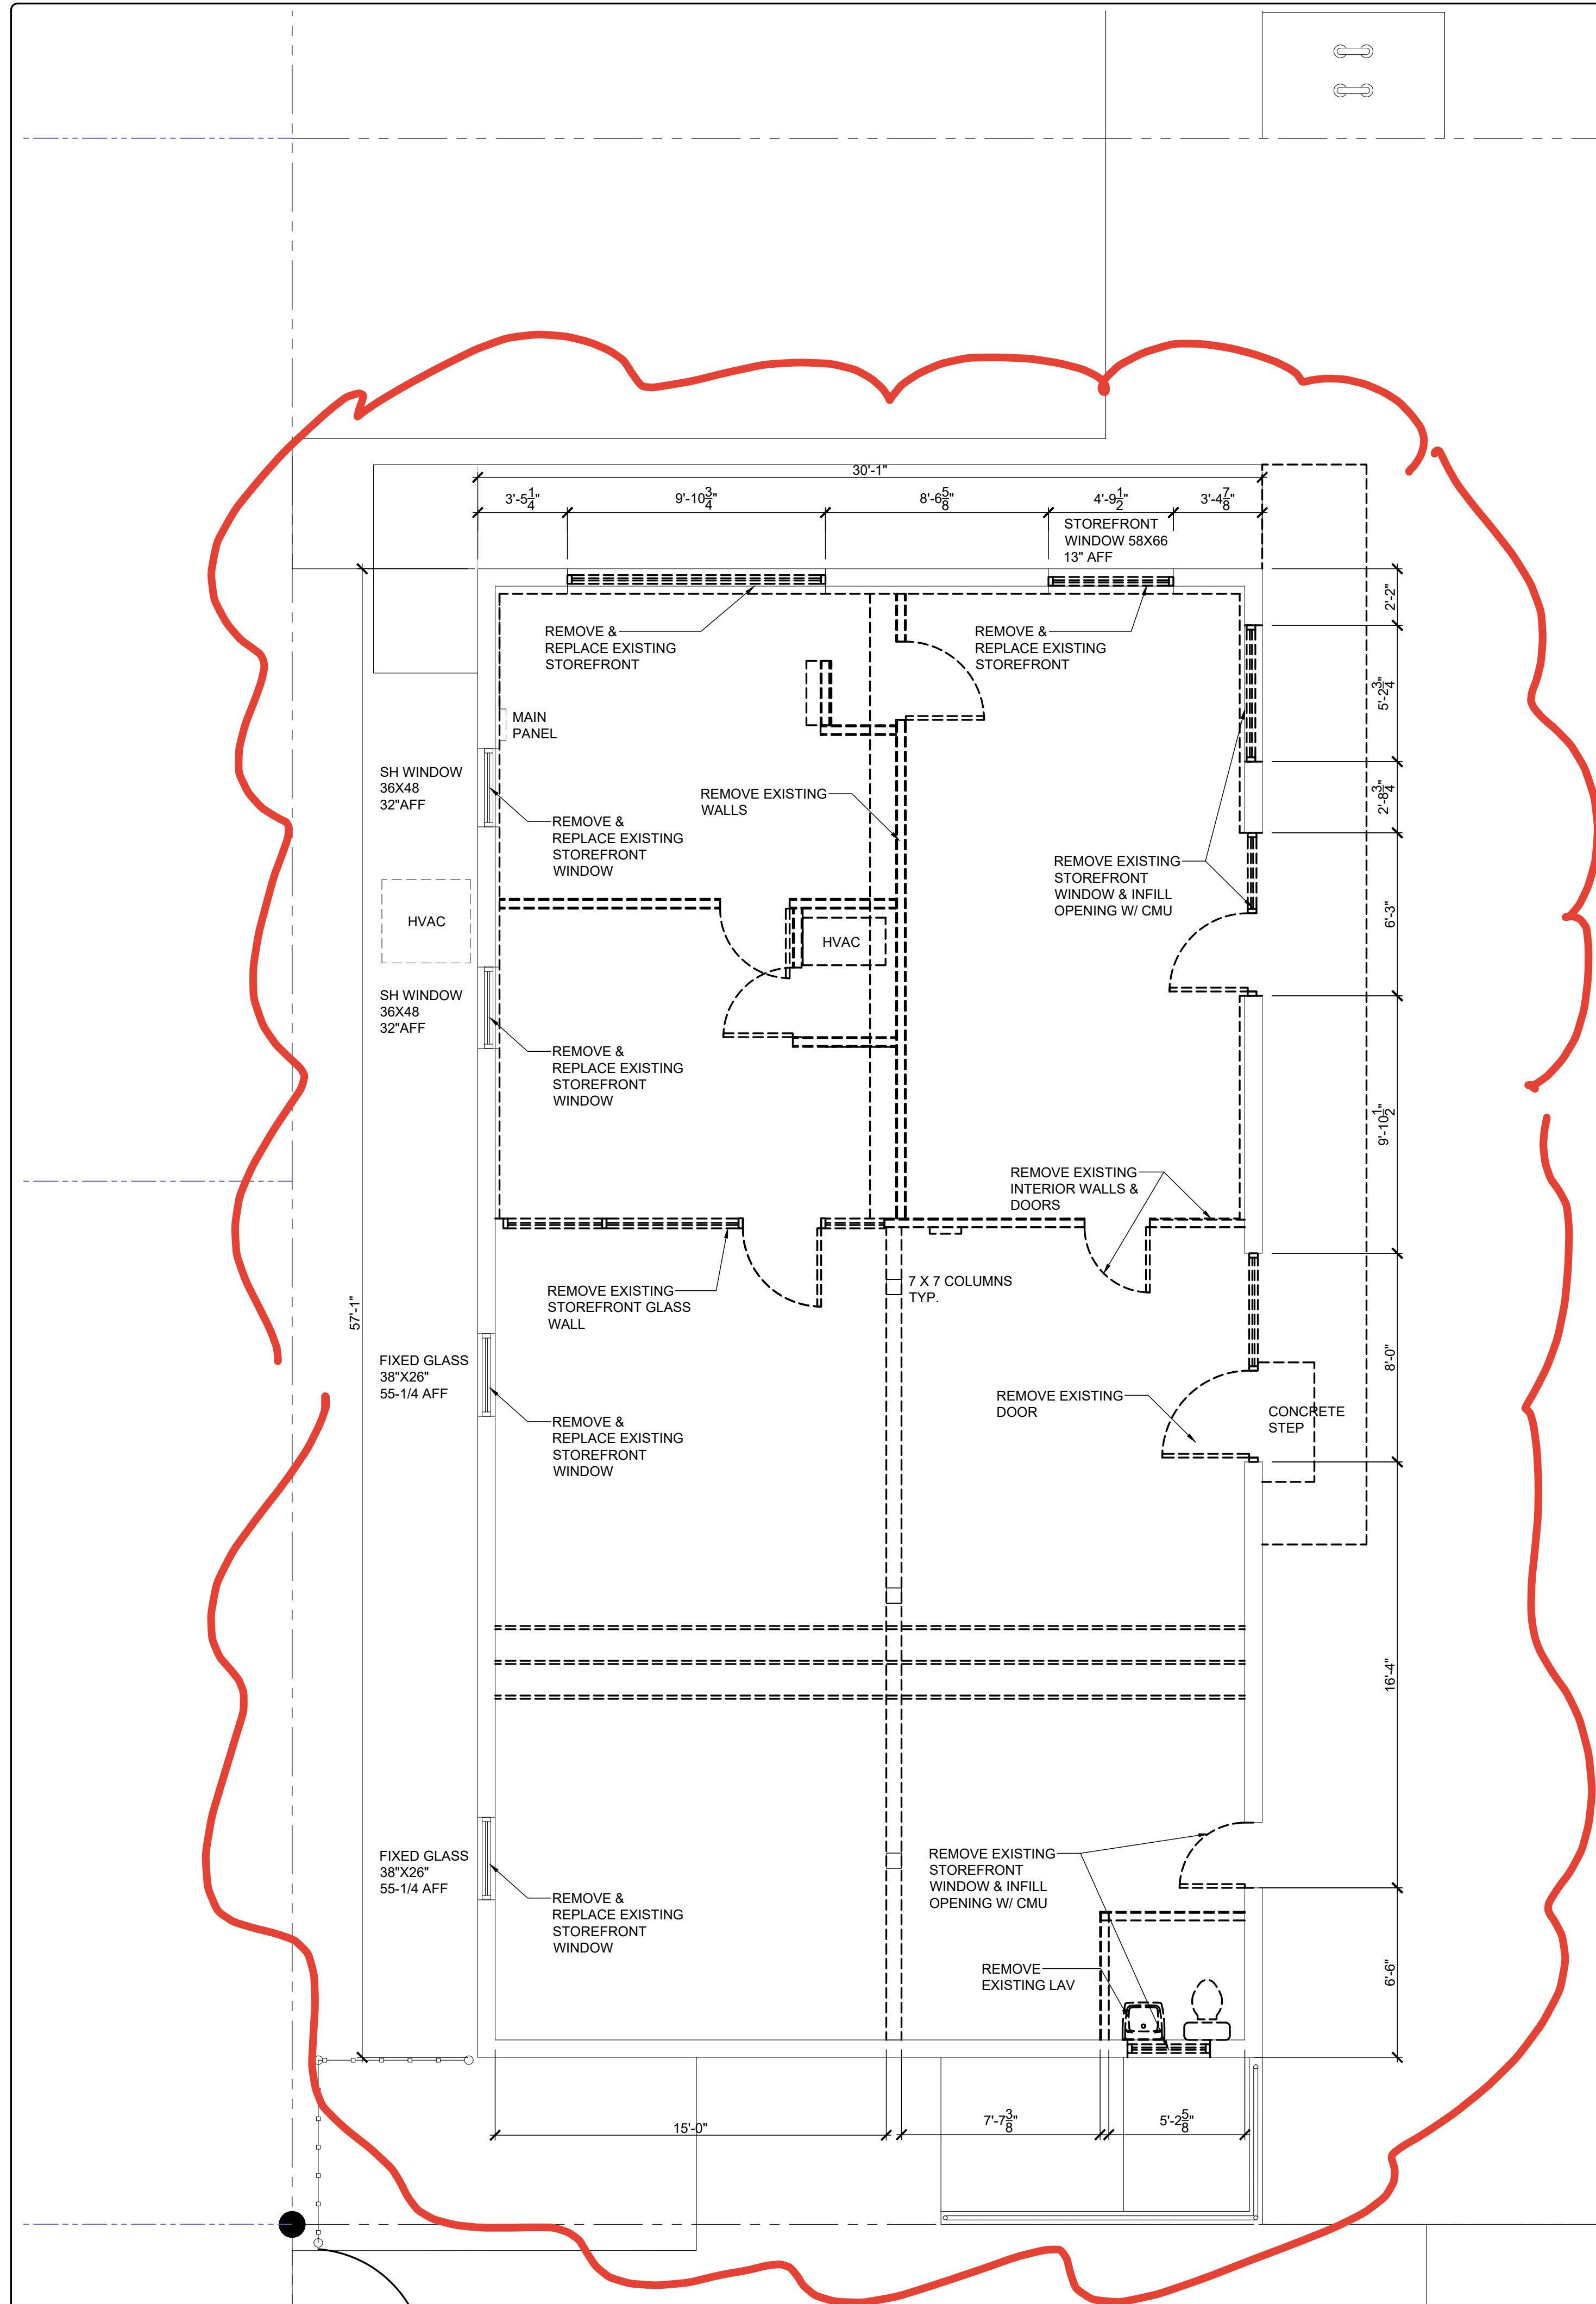 30'-1"
3'-5 1/4"
9'-10 3/4"
8'-6 5/8"
4'-9 1/2"
3'-4 7/8"
STOREFRONT
WINDOW 58X66
13" AFF
2'-2"
REMOVE &
REPLACE EXISTING
STOREFRONT
REMOVE &
REPLACE EXISTING
STOREFRONT
5'-2 3/4"
MAIN
PANEL
SH WINDOW
36X48
32"AFF
REMOVE EXISTING
WALLS
2'-8 3/4"
REMOVE &
REPLACE EXISTING
STOREFRONT
WINDOW
REMOVE EXISTING
STOREFRONT
WINDOW & INFILL
OPENING W/ CMU
HVAC
HVAC
6'-3"
SH WINDOW
36X48
32"AFF
REMOVE &
REPLACE EXISTING
STOREFRONT
WINDOW
9'-10 1/2"
REMOVE EXISTING
INTERIOR WALLS &
DOORS
57'-1"
REMOVE EXISTING
STOREFRONT GLASS
WALL
7 X 7 COLUMNS
TYP.
FIXED GLASS
38"X26"
55-1/4 AFF
8'-0"
REMOVE EXISTING
DOOR
CONCRETE
STEP
REMOVE &
REPLACE EXISTING
STOREFRONT
WINDOW
16'-4"
FIXED GLASS
38"X26"
55-1/4 AFF
REMOVE EXISTING
STOREFRONT
WINDOW & INFILL
OPENING W/ CMU
REMOVE &
REPLACE EXISTING
STOREFRONT
WINDOW
REMOVE
EXISTING LAV
6'-6"
15'-0"
7'-7 3/8"
5'-2 5/8"